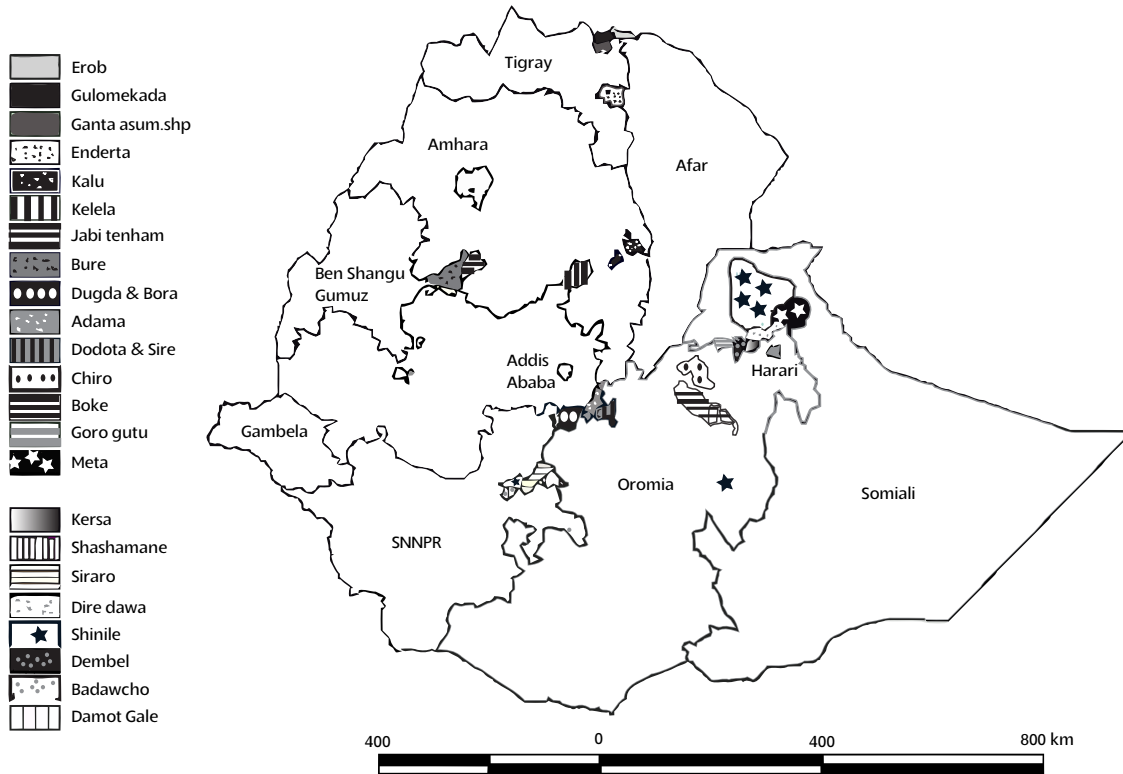 Erob
Gulomekada
Ganta asum.shp
Enderta
Kalu
Kelela
Jabi tenham
Bure
Dugda & Bora
Adama
Dodota & Sire
Chiro
Boke
Goro gutu
Meta
Kersa
Shashamane
Siraro
Dire dawa
Shinile
Dembel
Badawcho
Damot Gale
Tigray
Amhara
Afar
Ben Shangu
Gumuz
Addis
Ababa
Harari
Gambela
Oromia
Somiali
SNNPR
400 0 400 800 km